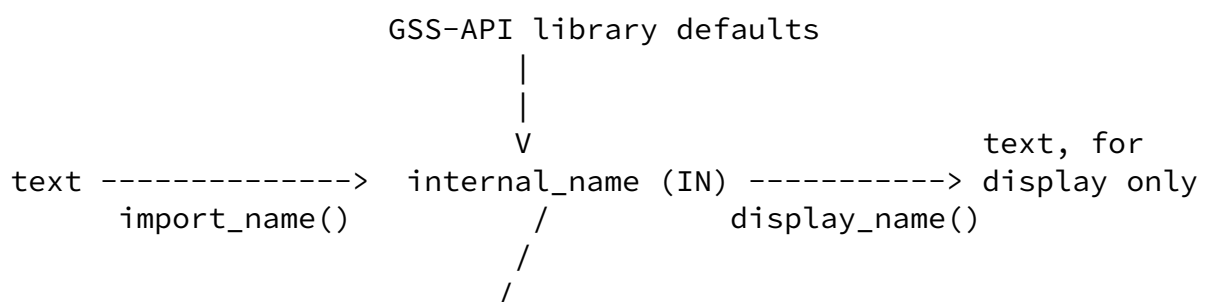 GSS-API library defaults
|
|
V text, for
text --------------> internal_name (IN) -----------> display only
import_name() / display_name()
/
/